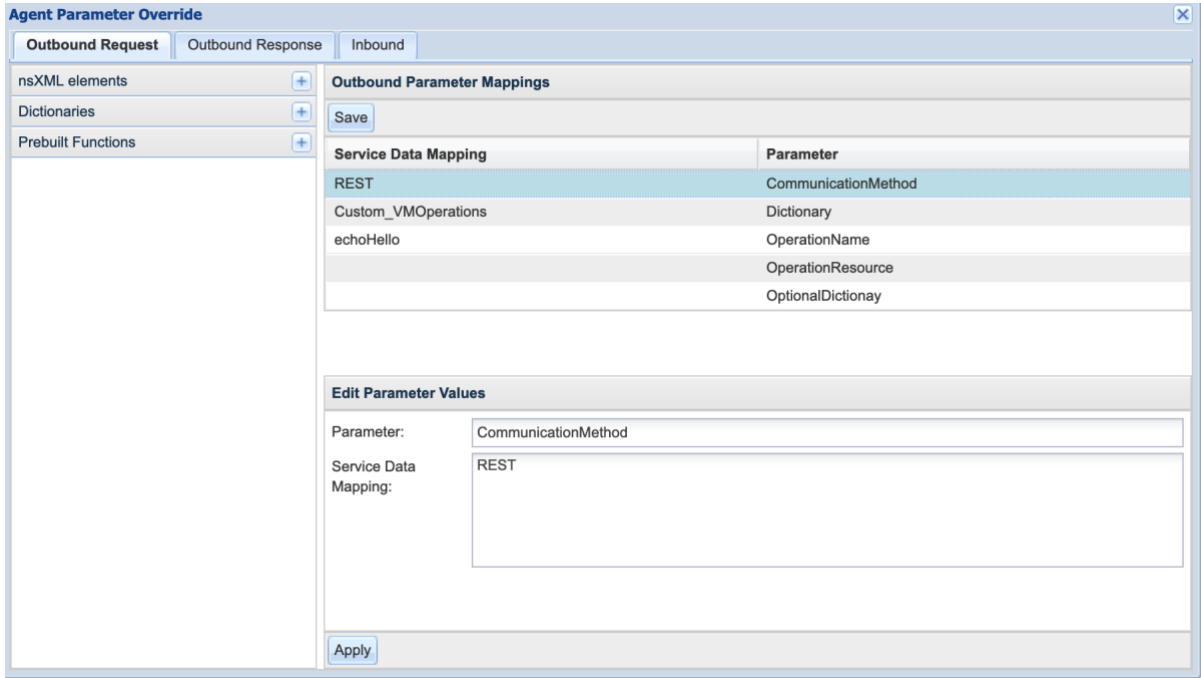 Agent Parameter Override
Outbound Request Outbound Response Inbound
nsXML elements
Dictionaries
Prebuilt Functions
Outbound Parameter Mappings
Save
Service Data Mapping Parameter
REST CommunicationMethod
Custom_VMOperations Dictionary
echoHello OperationName
OperationResource
OptionalDictionay
Edit Parameter Values
Parameter: CommunicationMethod
Service Data REST
Mapping:
Apply